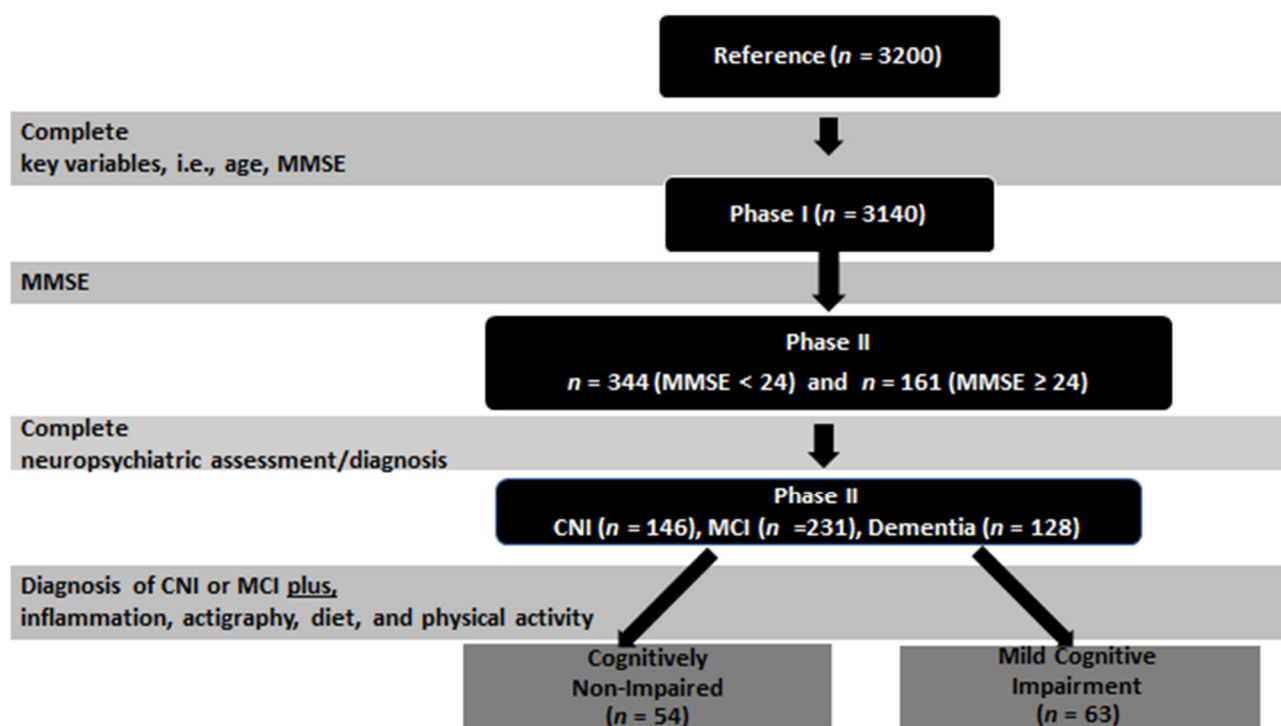 Reference (n = 3200)
Complete
key variables, i.e., age, MMSE
Phase I (n = 3140)
MMSE
Phase II
n = 344 (MMSE < 24) and n = 161 (MMSE ≥ 24)
Complete
neuropsychiatric assessment/diagnosis
Phase II
CNI (n = 146), MCI (n =231), Dementia (n = 128)
Diagnosis of CNI or MCI plus,
inflammation, actigraphy, diet, and physical activity
Cognitively
Non-Impaired
(n = 54)
Mild Cognitive
Impairment
(n = 63)